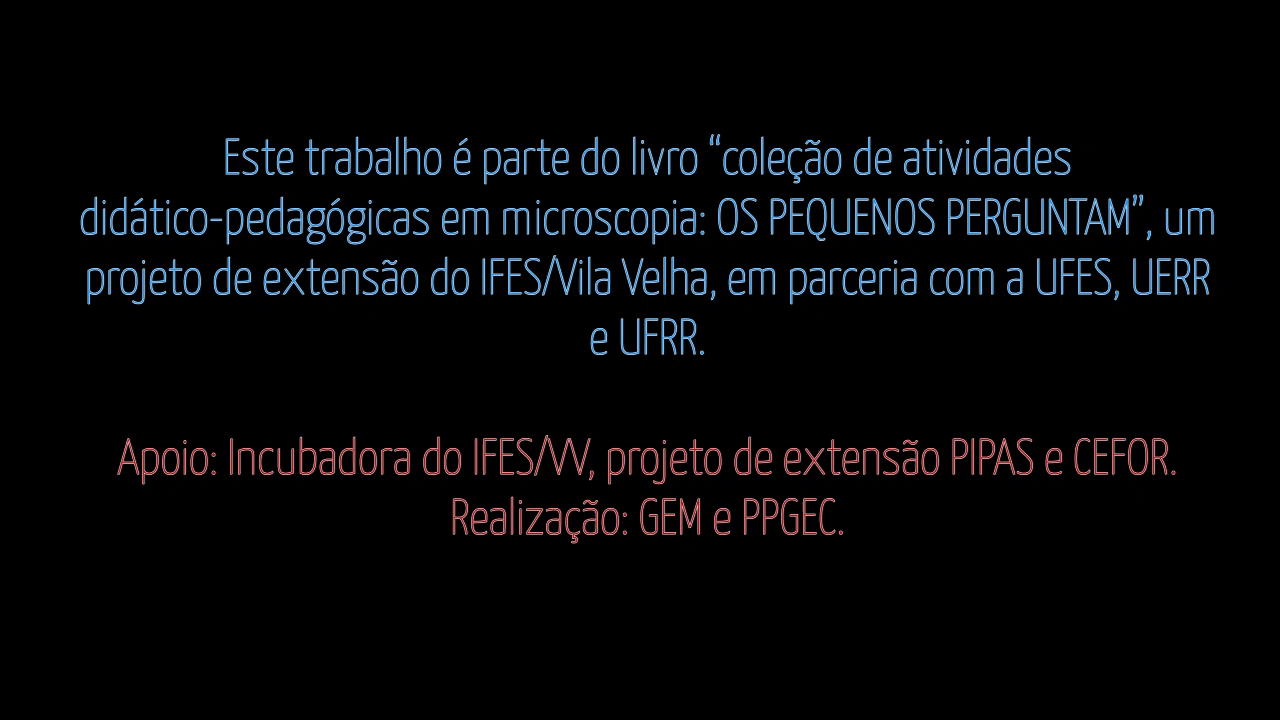 Este trabalho é parte do livro “coleção de atividades
didático-pedagógicas em microscopia: OS PEQUENOS PERGUNTAM”, um
projeto de extensão do IFES/Vila Velha, em parceria com a UFES, UERR
e UFRR.
Apoio: Incubadora do IFES/VV, projeto de extensão PIPAS e CEFOR.
Realização: GEM e PPGEC.